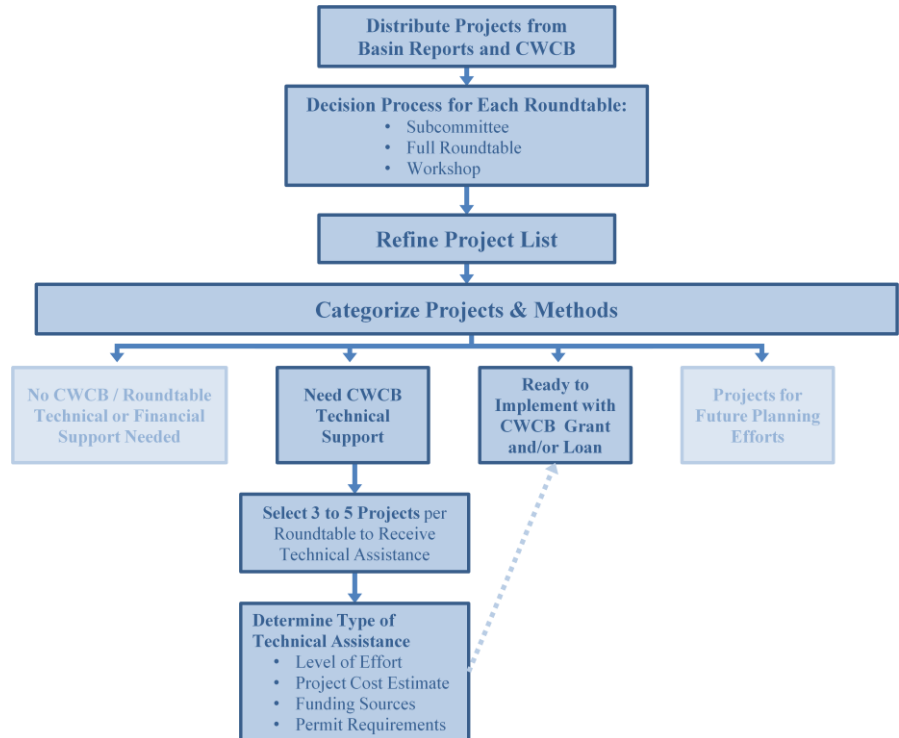 Distribute Projects from
Basin Reports and CWCB
Decision Process for Each Roundtable:
• Subcommittee
• Full Roundtable
• Workshop
Refine Project List
Categorize Projects & Methods
No CWCB / Roundtable
Technical or Financial
Support Needed
Need CWCB
Technical
Support
Ready to
Implement with
CWCB Grant
and/or Loan
Projects for
Future Planning
Efforts
Select 3 to 5 Projects per
Roundtable to Receive
Technical Assistance
Determine Type of
Technical Assistance
• Level of Effort
• Project Cost Estimate
• Funding Sources
• Permit Requirements